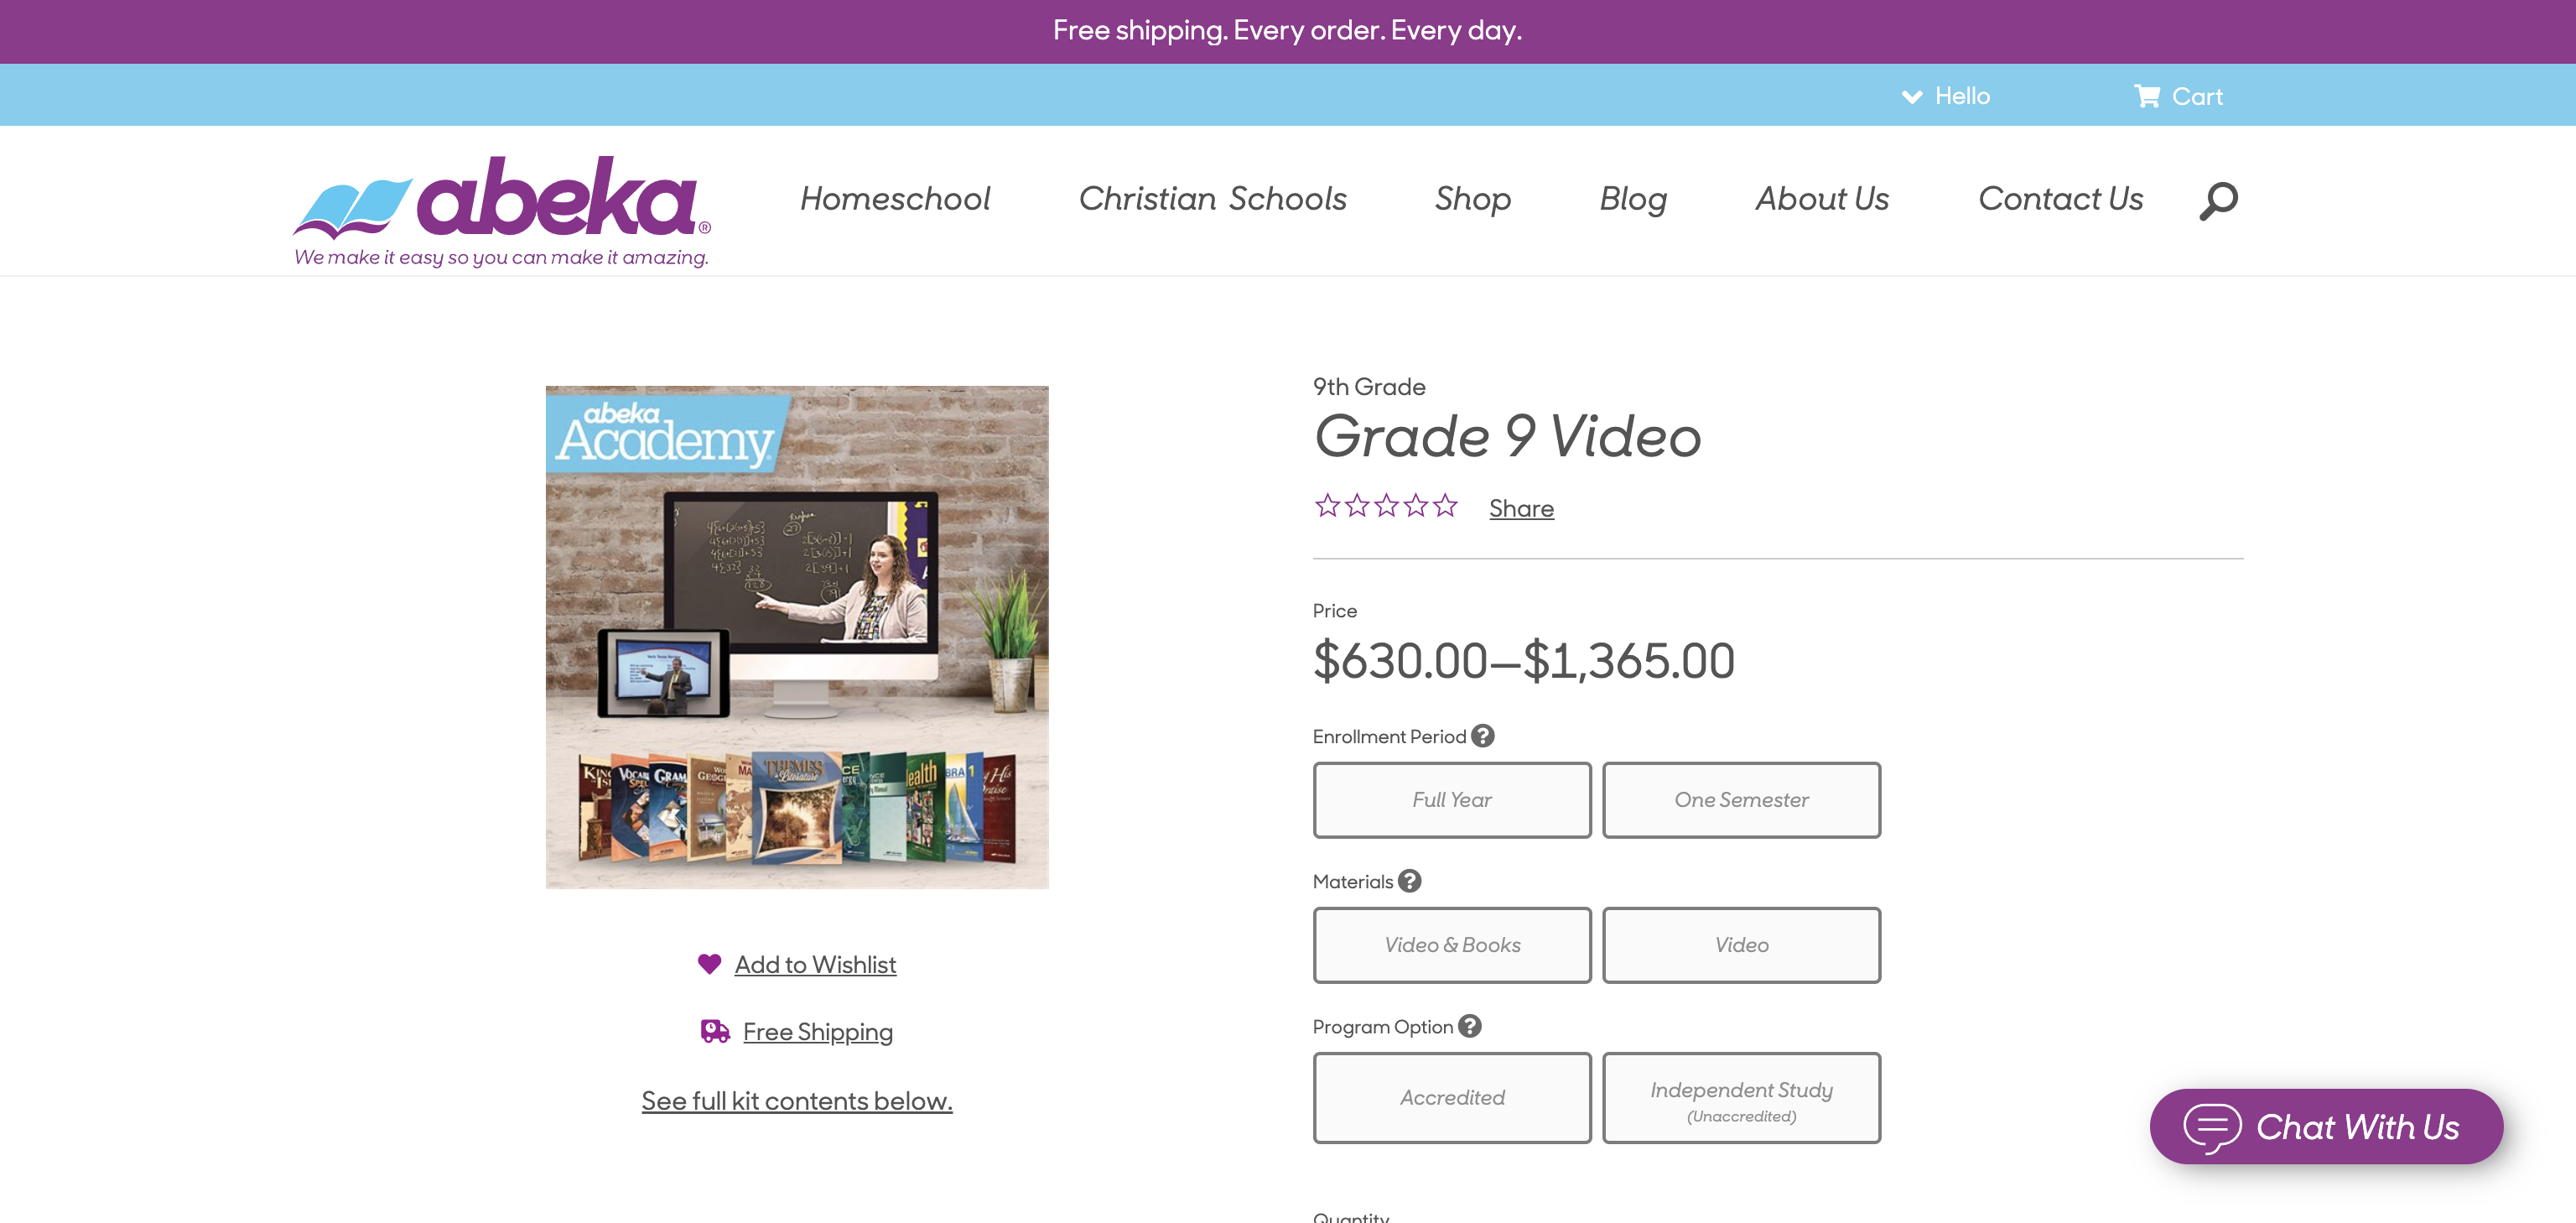 Free shipping. Every order. Every day.
Hello
Cart
abeka®
We make it easy so you can make it amazing.
Homeschool
Christian Schools
Shop
Blog
About Us
Contact Us
abeka
Academy
THEMES
in Literature
Add to Wishlist
Free Shipping
See full kit contents below.
9th Grade
Grade 9 Video
Share
Price
$630.00–$1,365.00
Enrollment Period ?
Full Year
One Semester
Materials ?
Video & Books
Video
Program Option ?
Accredited
Independent Study
(Unaccredited)
Quantity
Chat With Us